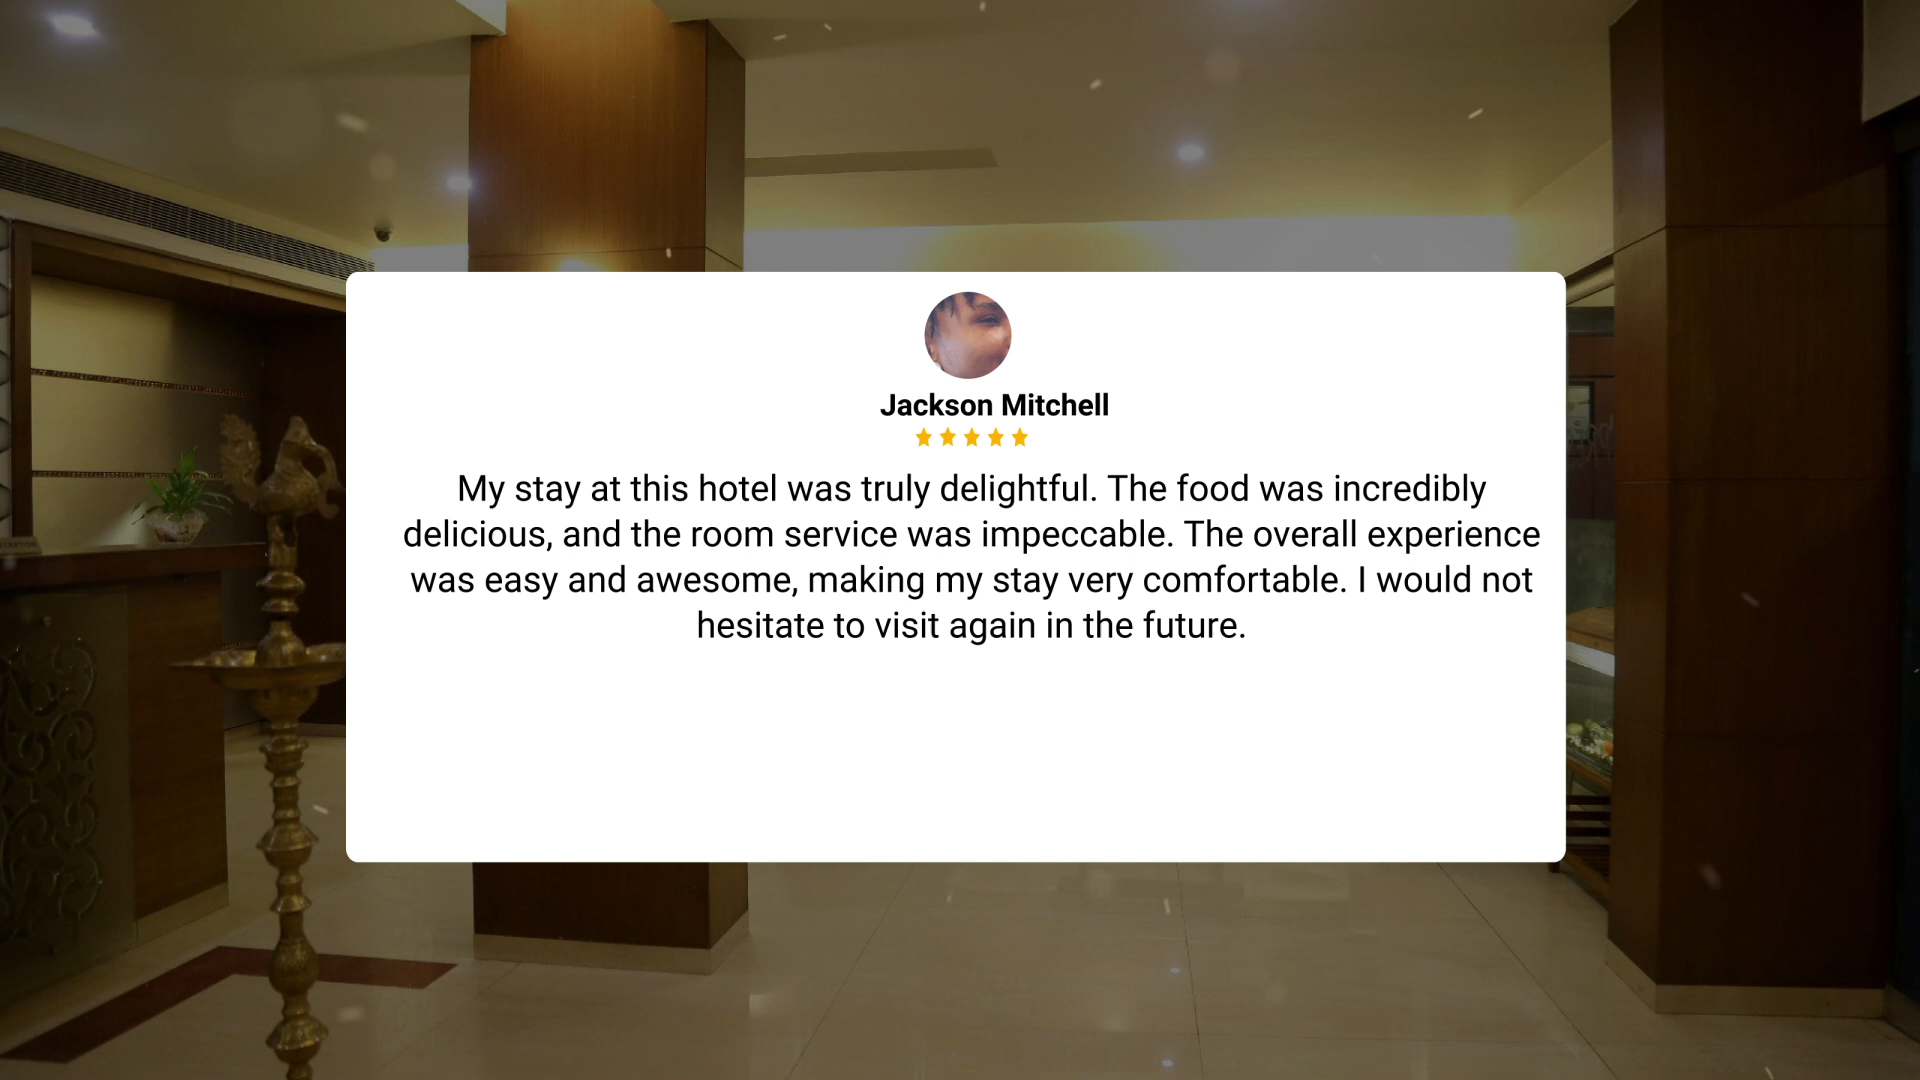 Jackson Mitchell
My stay at this hotel was truly delightful. The food was incredibly
delicious, and the room service was impeccable. The overall experience
was easy and awesome, making my stay very comfortable. I would not
hesitate to visit again in the future.